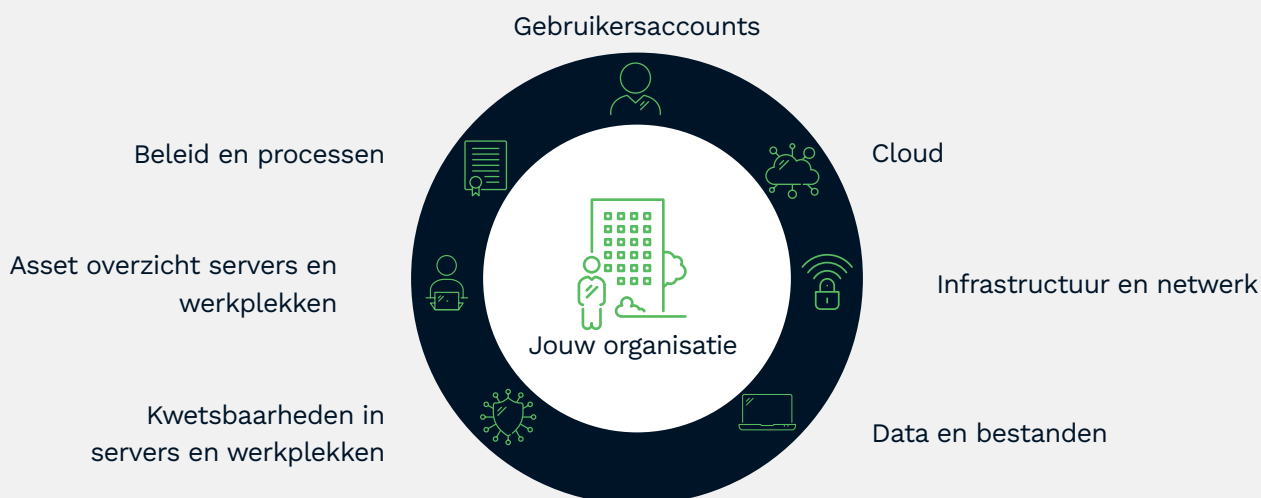 Gebruikersaccounts
Beleid en processen
Cloud
Asset overzicht servers en
werkplekken
Infrastructuur en netwerk
Jouw organisatie
Kwetsbaarheden in
servers en werkplekken
Data en bestanden